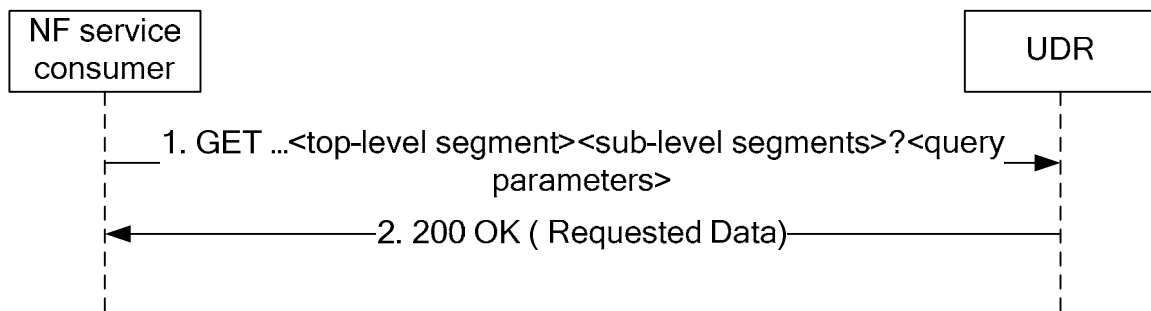 NF service
consumer
UDR
1. GET ...<top-level segment><sub-level segments>?<query
parameters>
2. 200 OK ( Requested Data)